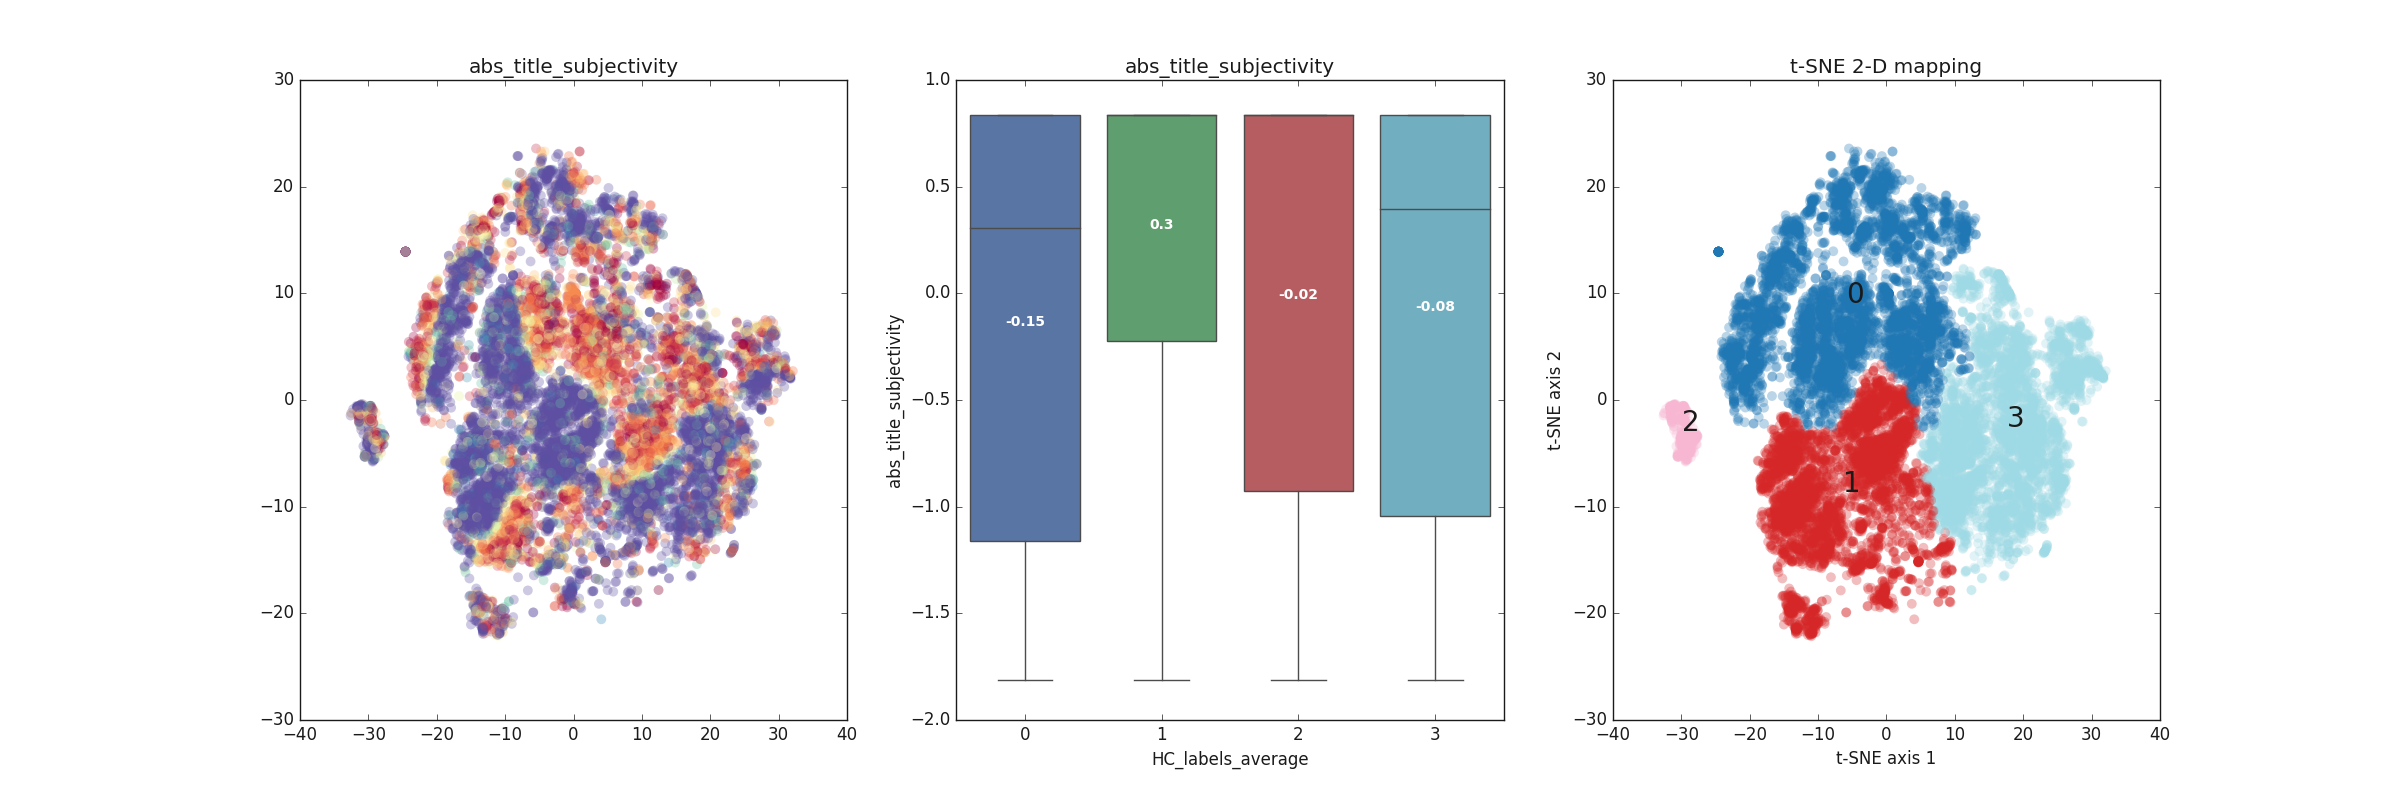 abs_title_subjectivity
30
20
10
0
−10
−20
−30
−40 −30 −20 −10 0 10 20 30 40
abs_title_subjectivity
abs_title_subjectivity
1.0
0.5
0.0
−0.5
−1.0
−1.5
−2.0
-0.15
0.3
-0.02
-0.08
0 1 2 3
HC_labels_average
t-SNE 2-D mapping
t-SNE axis 2
30
20
10
0
−10
−20
−30
0
2
3
1
−40 −30 −20 −10 0 10 20 30 40
t-SNE axis 1